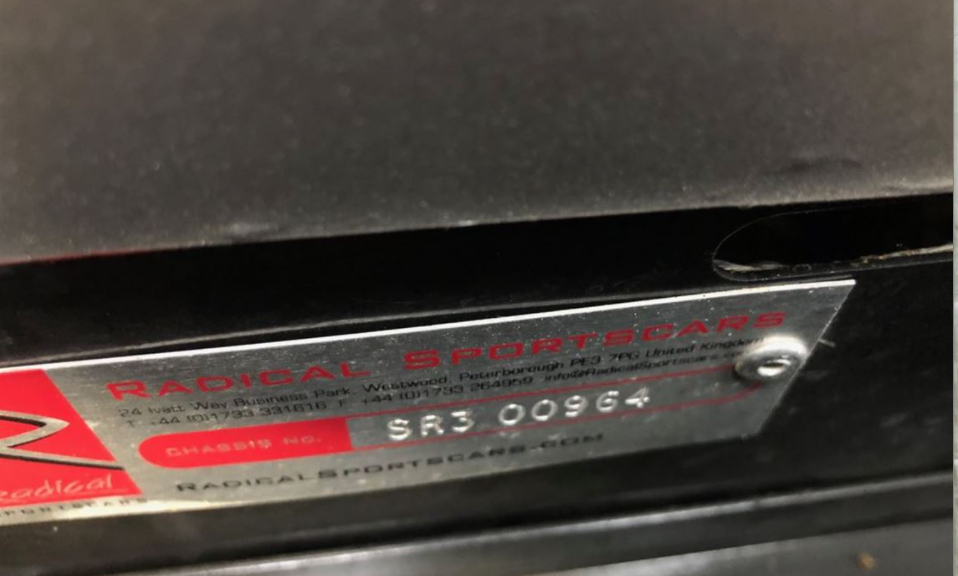 RADICAL SPORTSCARS
24 Ivatt Way Business Park, Westwood, Peterborough PE3 7PG United Kingdom
T. +44 (0)1733 331616 F. +44 (0)1733 264959 info@RadicalSportscars.
CHASSIS NO. SR3 00964
RADICALSPORTSCARS.COM
Radical
SPORTSCARS